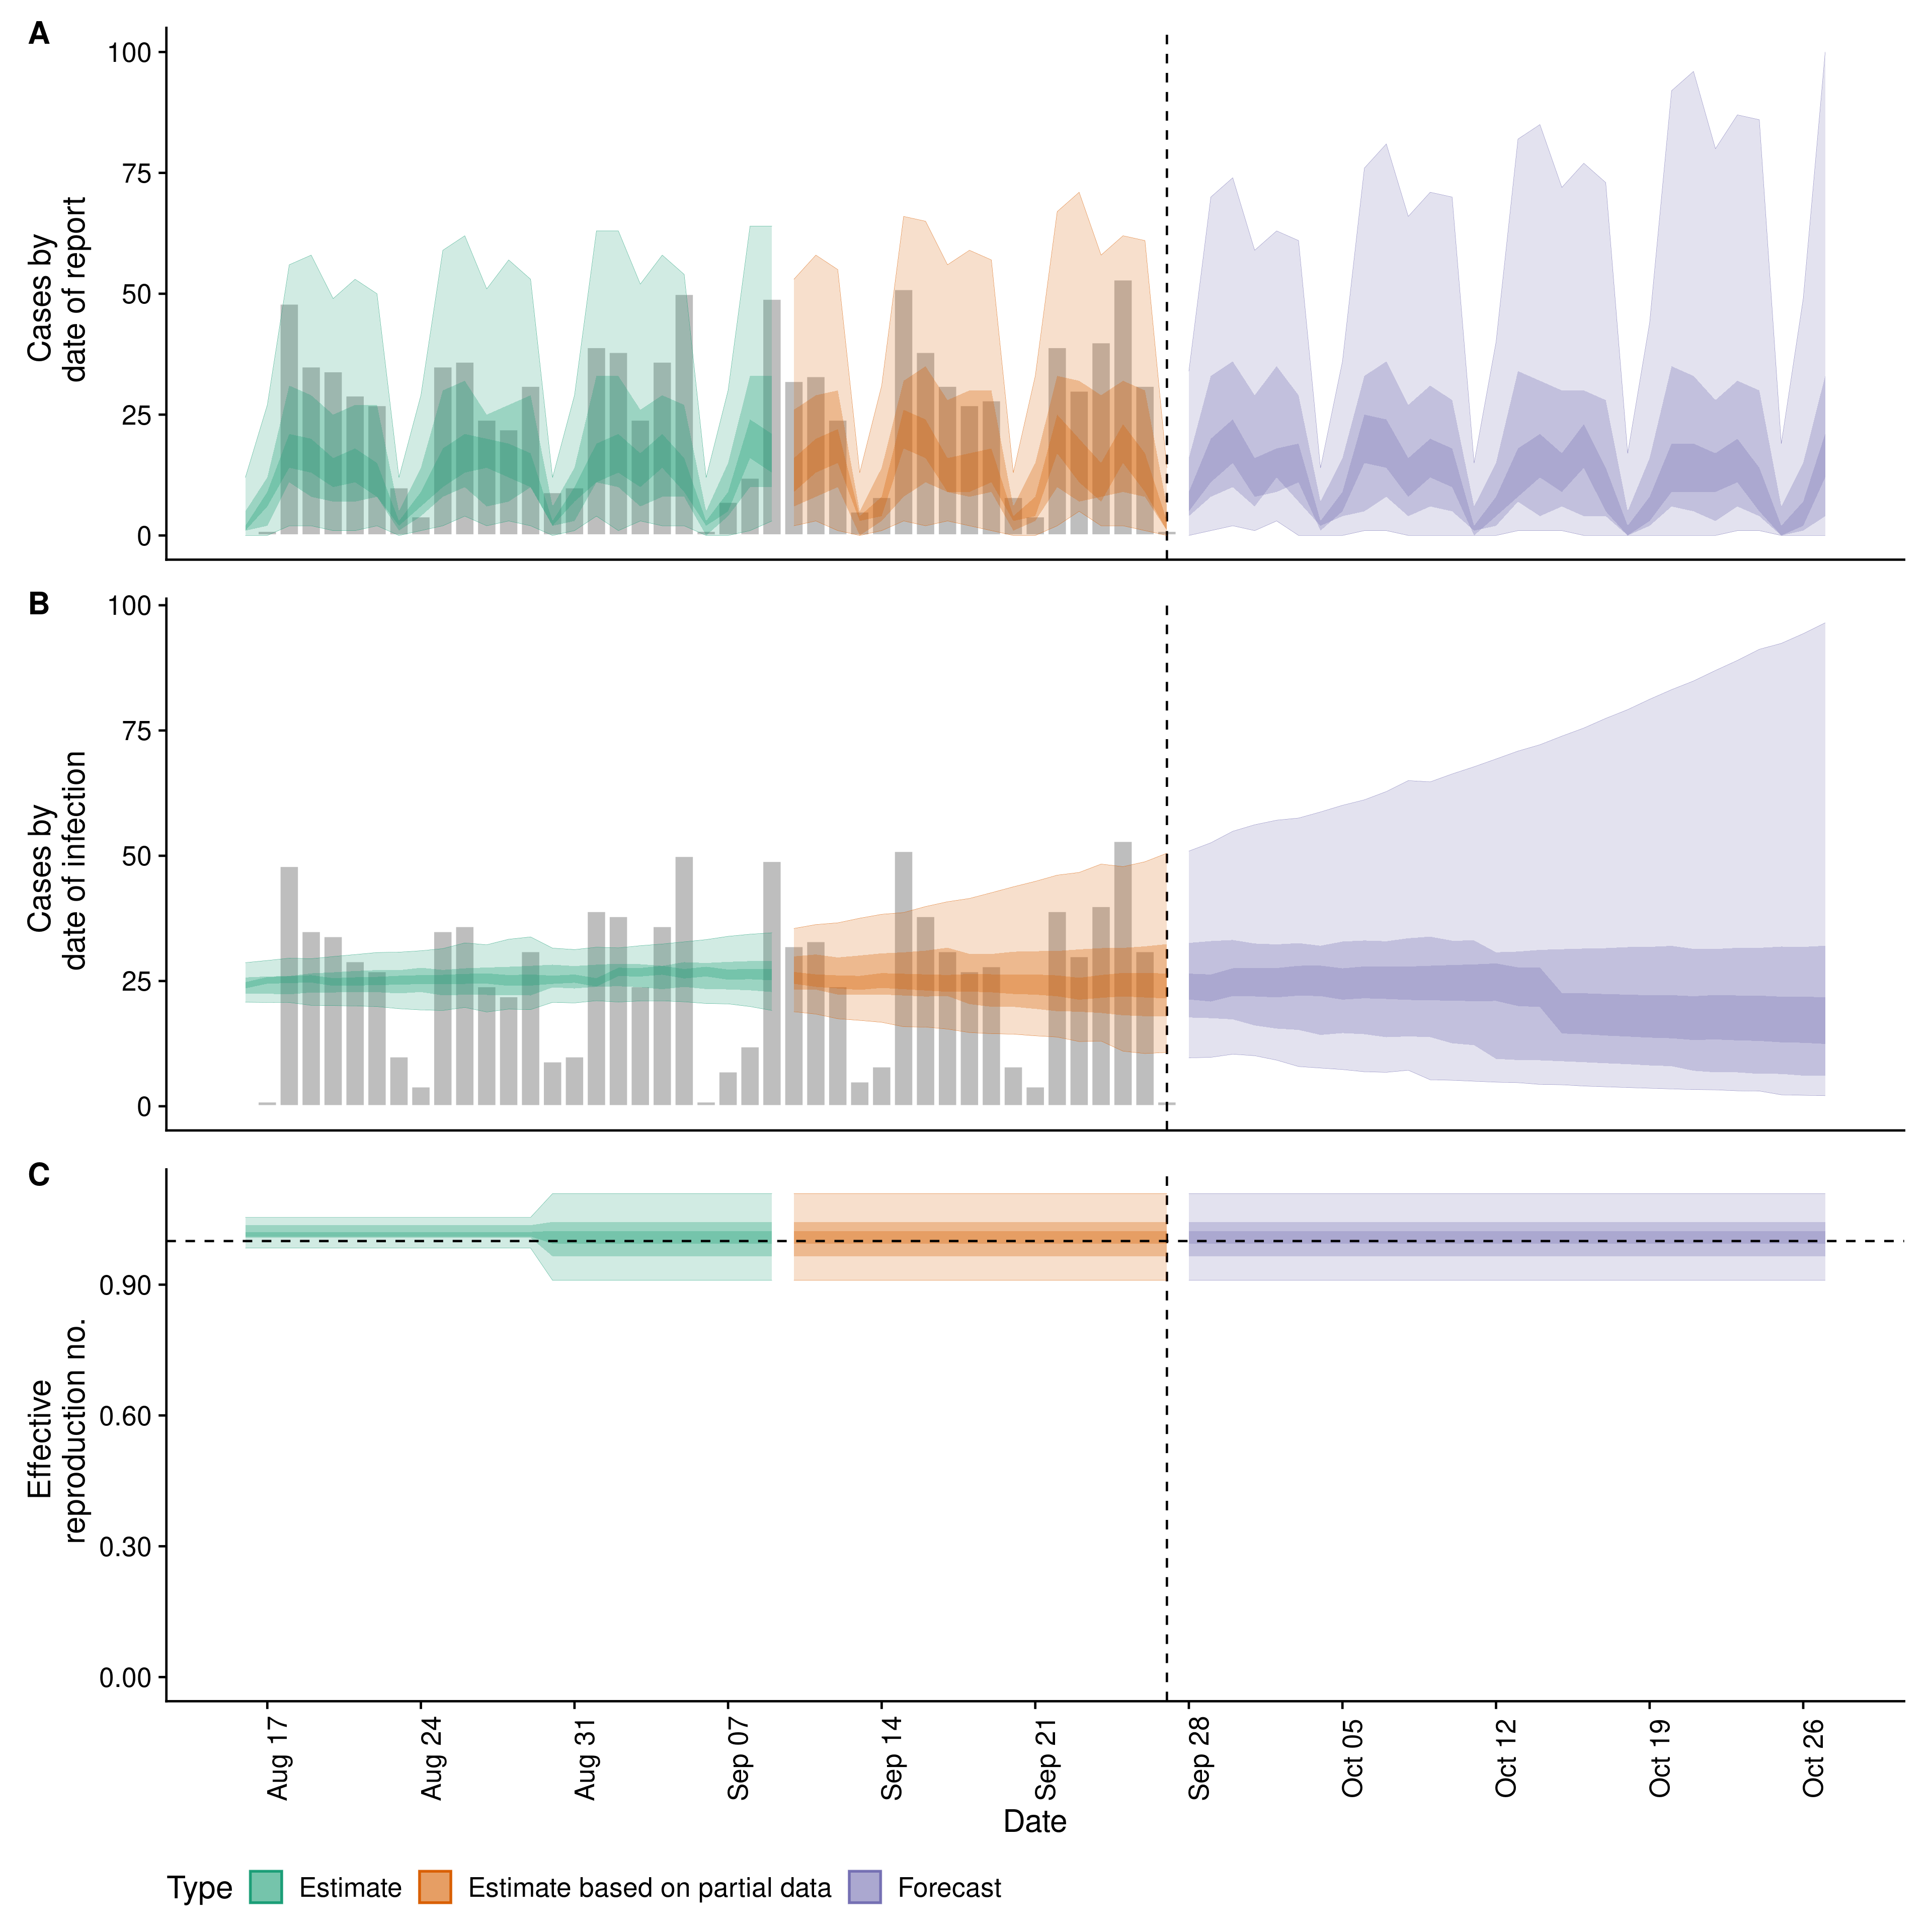 A
100
75
50
25
0
Cases by
date of report
B
100
75
50
25
0
Cases by
date of infection
C
0.90
0.60
0.30
0.00
Effective
reproduction no.
Aug 17
Aug 24
Aug 31
Sep 07
Sep 14
Sep 21
Sep 28
Oct 05
Oct 12
Oct 19
Oct 26
Date
Type Estimate Estimate based on partial data Forecast